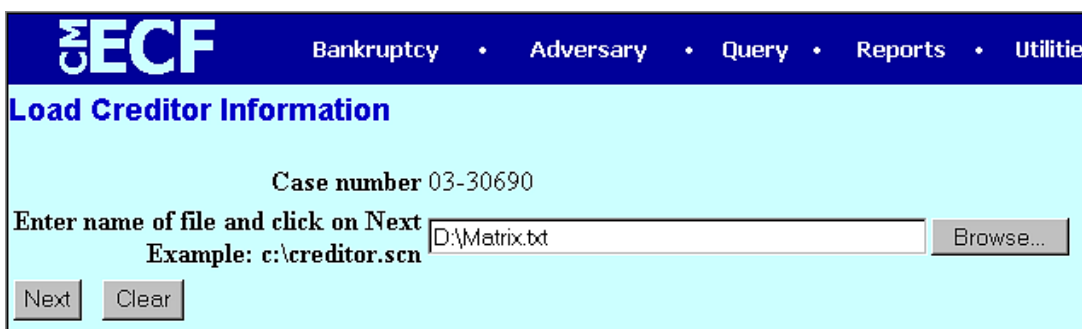 CM ECF Bankruptcy • Adversary • Query • Reports • Utilitie
Load Creditor Information
Case number 03-30690
Enter name of file and click on Next D:\Matrix.txt Browse...
Example: c:\creditor.scn
Next Clear